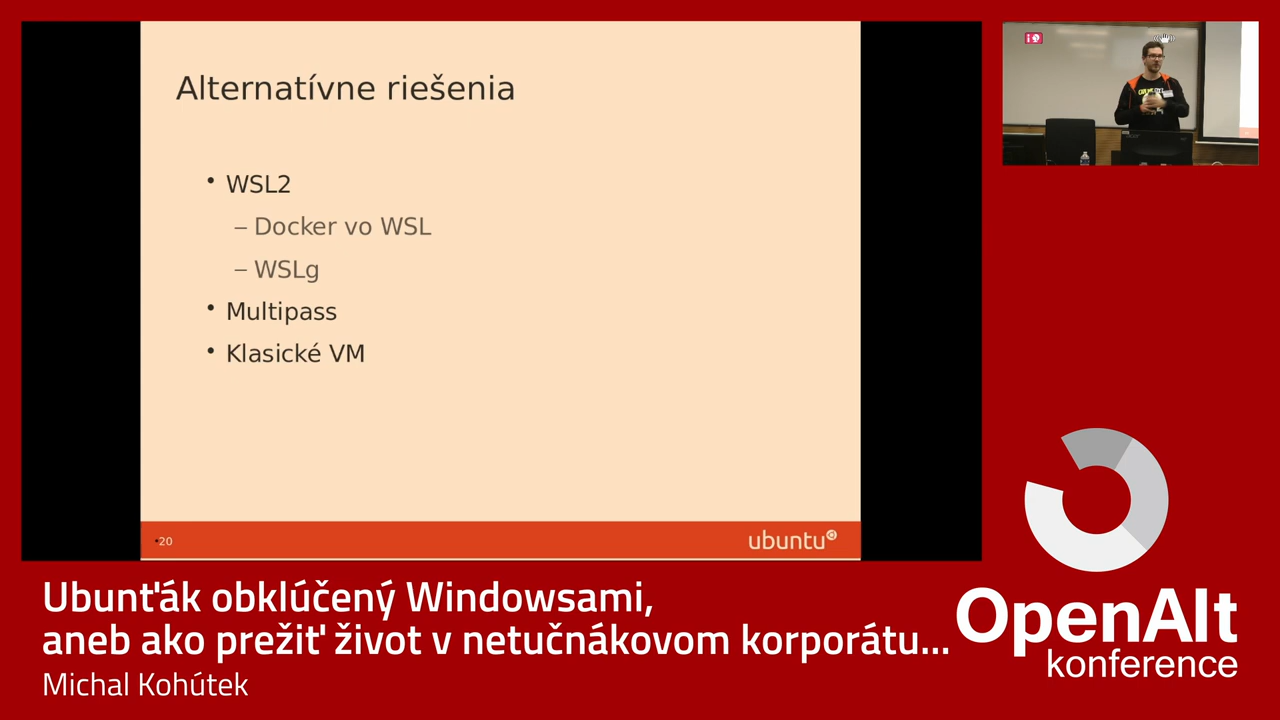 Alternatívne riešenia
• WSL2
– Docker vo WSL
– WSLg
• Multipass
• Klasické VM
•20
ubuntu
Ubunťák obklúčený Windowsami,
aneb ako prežiť život v netučnákovom korporátu...
Michal Kohútek
OpenAlt
konference